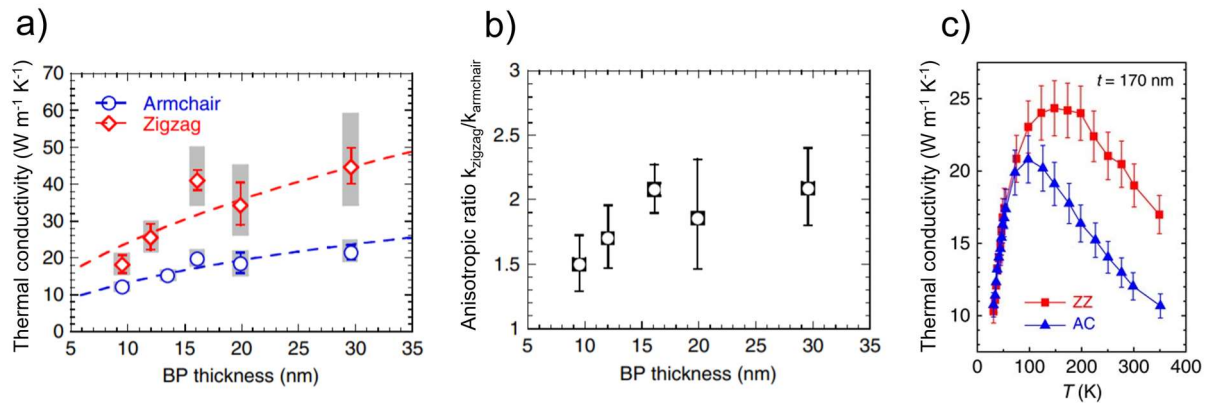 a)
Thermal conductivity (W m⁻¹ K⁻¹)
70
60
50
40
30
20
10
0
Armchair
Zigzag
5 10 15 20 25 30 35
BP thickness (nm)
b)
Anisotropic ratio k_zigzag/k_armchair
3
2.5
2
1.5
1
5 10 15 20 25 30 35
BP thickness (nm)
c)
Thermal conductivity (W m⁻¹ K⁻¹)
t = 170 nm
25
20
15
10
ZZ
AC
0 100 200 300 400
T (K)